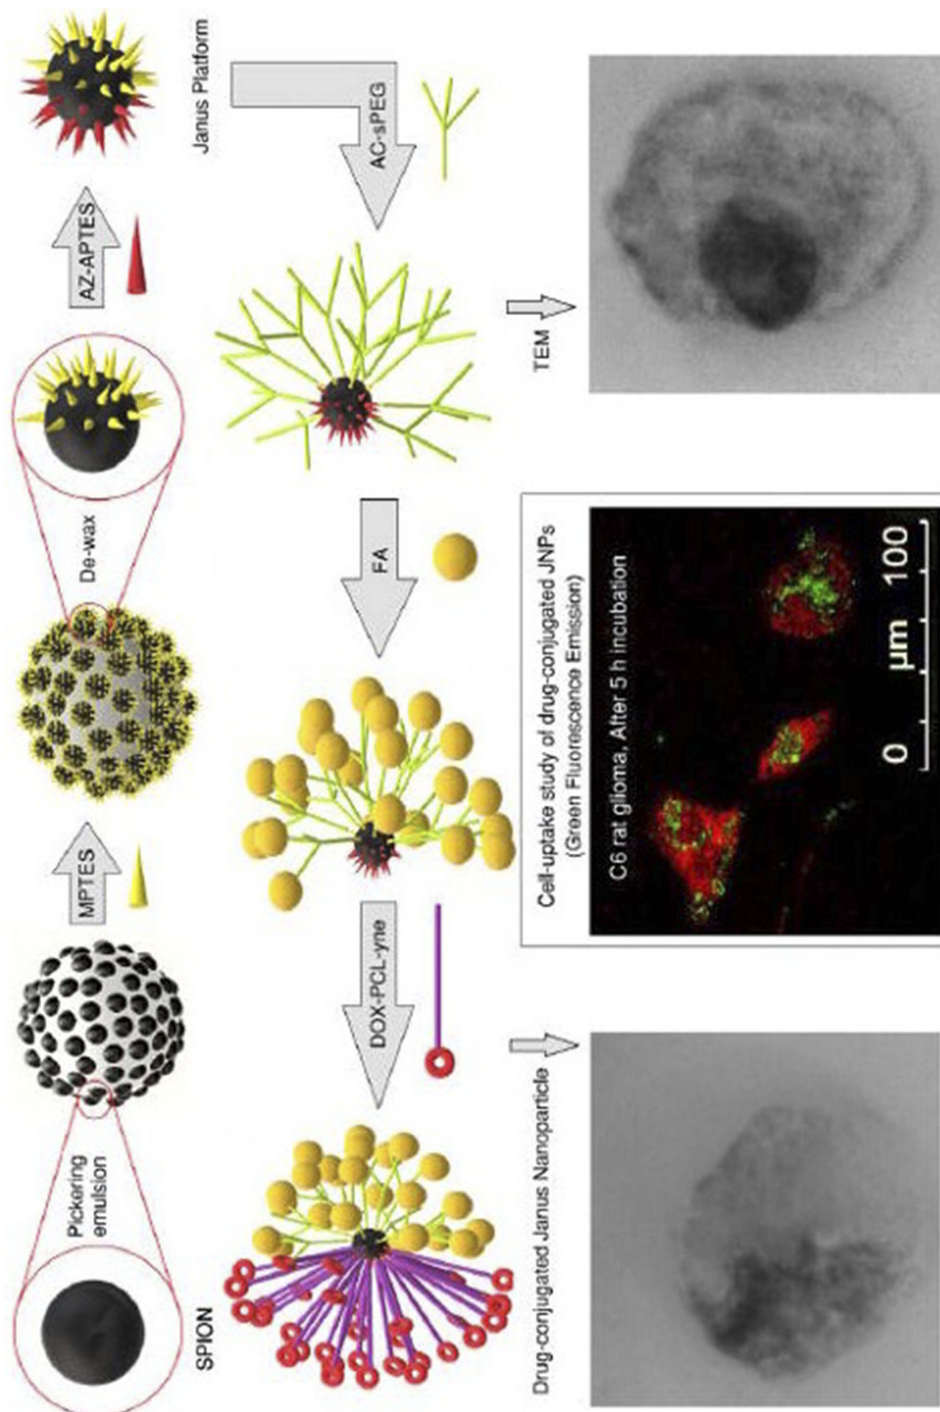 SPION
Pickering
emulsion
MPTES
De-wax
AZ-APTES
Janus Platform
AC-sPEG
FA
DOX-PCL-yne
Drug-conjugated Janus Nanoparticle
Cell-uptake study of drug-conjugated JNPs
(Green Fluorescence Emission)
C6 rat glioma, After 5 h incubation
0 µm 100
TEM